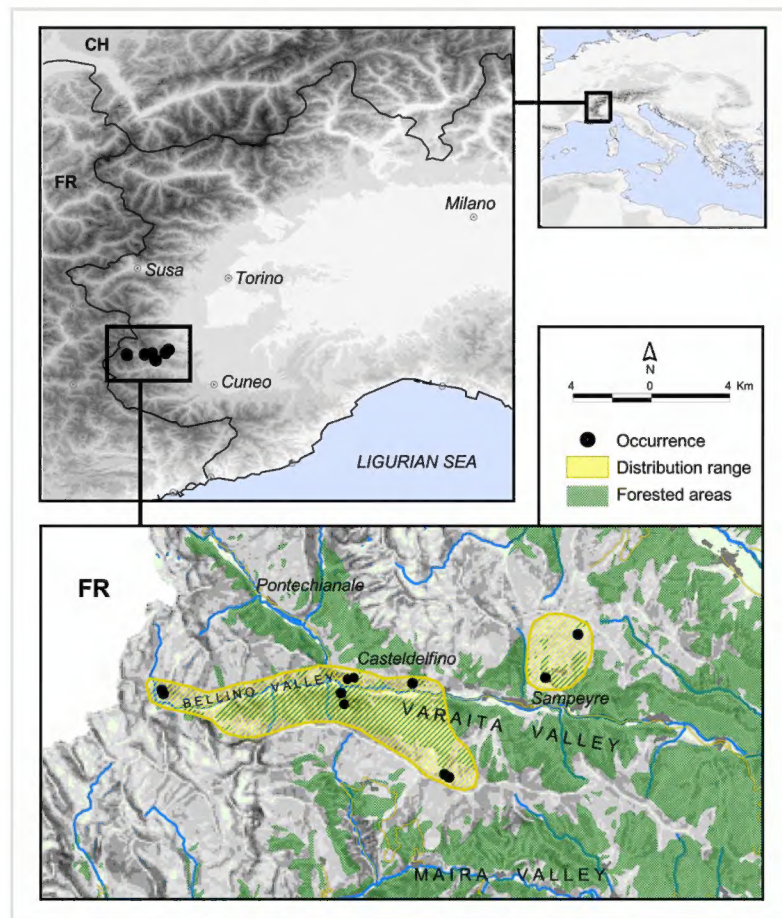 CH
FR
Milano
Susa
Torino
Cuneo
LIGURIAN SEA
N
4 0 4 Km
Occurrence
Distribution range
Forested areas
FR
Pontechianale
Casteldelfino
BELLINO VALLEY
Sampeyre
VARAITA VALLEY
MAIRA VALLEY